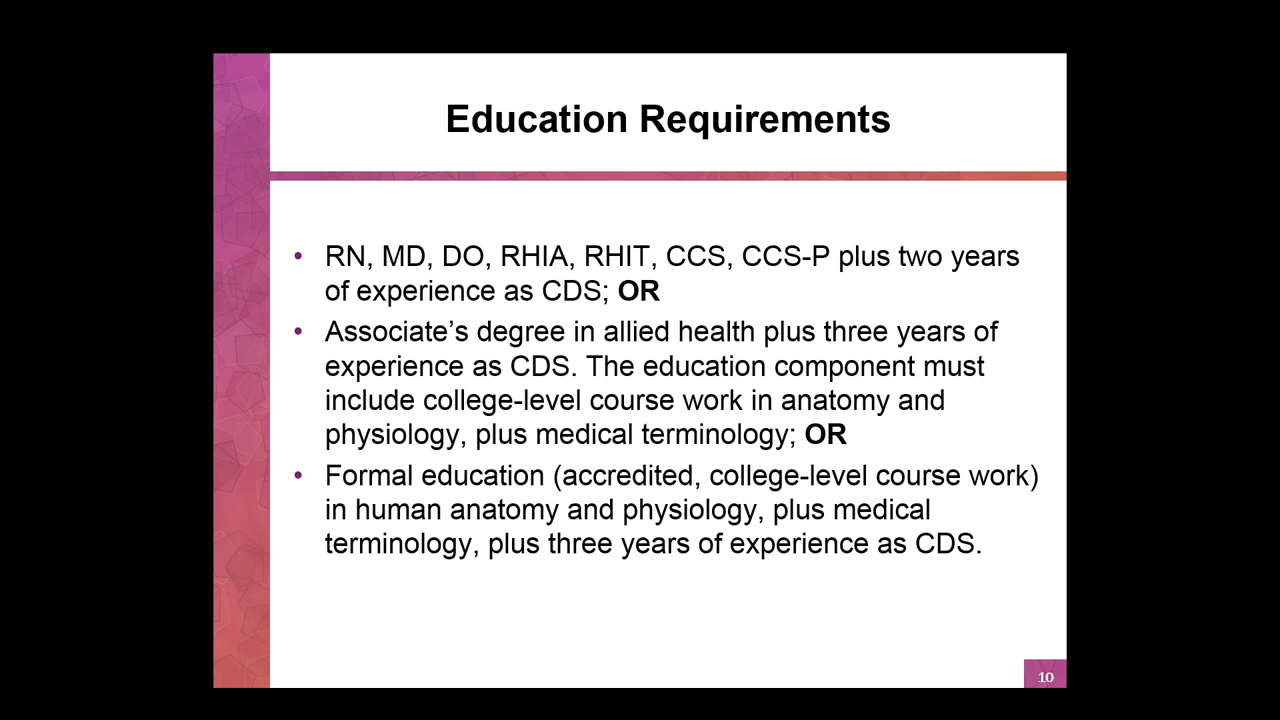 Education Requirements
• RN, MD, DO, RHIA, RHIT, CCS, CCS-P plus two years
of experience as CDS; OR
• Associate’s degree in allied health plus three years of
experience as CDS. The education component must
include college-level course work in anatomy and
physiology, plus medical terminology; OR
• Formal education (accredited, college-level course work)
in human anatomy and physiology, plus medical
terminology, plus three years of experience as CDS.
10